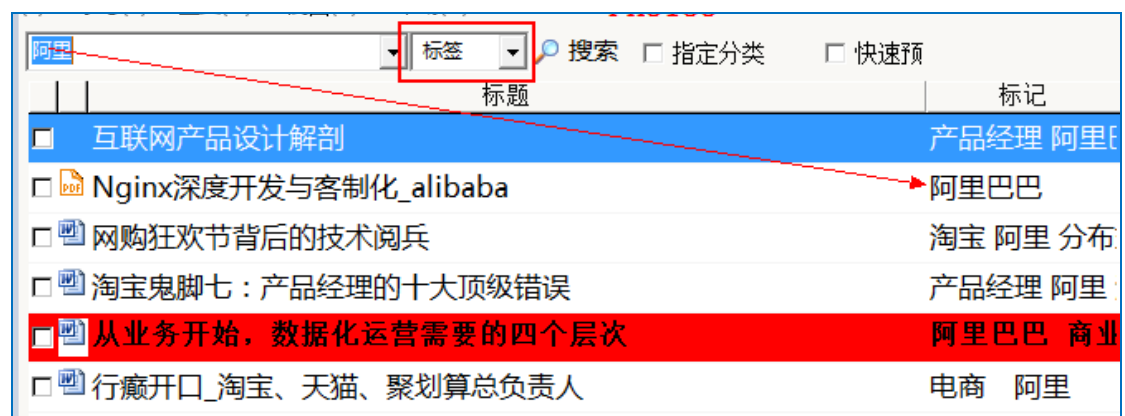 阿里 标签 搜索 指定分类 快速预
标题 标记
互联网产品设计解剖 产品经理 阿里
Nginx深度开发与客制化_alibaba 阿里巴巴
网购狂欢节背后的技术阅兵 淘宝 阿里 分布
淘宝鬼脚七：产品经理的十大顶级错误 产品经理 阿里
从业务开始，数据化运营需要的四个层次 阿里巴巴 商业
行癫开口_淘宝、天猫、聚划算总负责人 电商 阿里